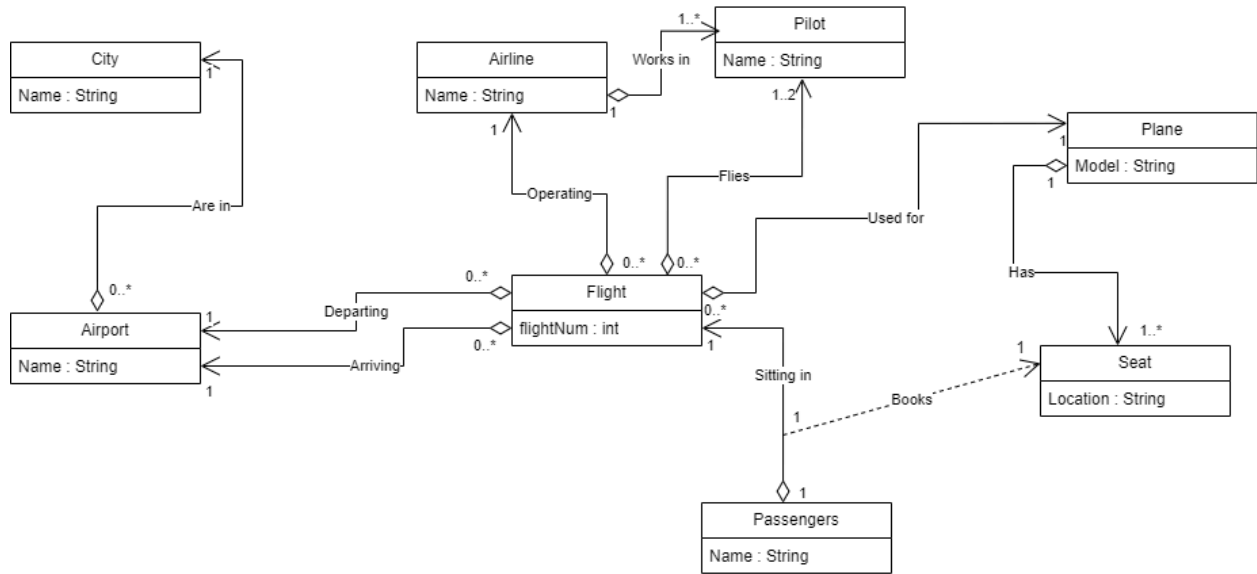 Pilot
Name : String
1..*
Airline
Name : String
Works in
1
City
Name : String
1
1..2
1
Plane
Model : String
1
1
Operating
Flies
Are in
Used for
0..*
0..*
0..*
Has
0..*
Flight
flightNum : int
0..*
0..*
1
Departing
1
Airport
Name : String
Arriving
1
1..*
1
Seat
Location : String
Sitting in
Books
1
1
Passengers
Name : String